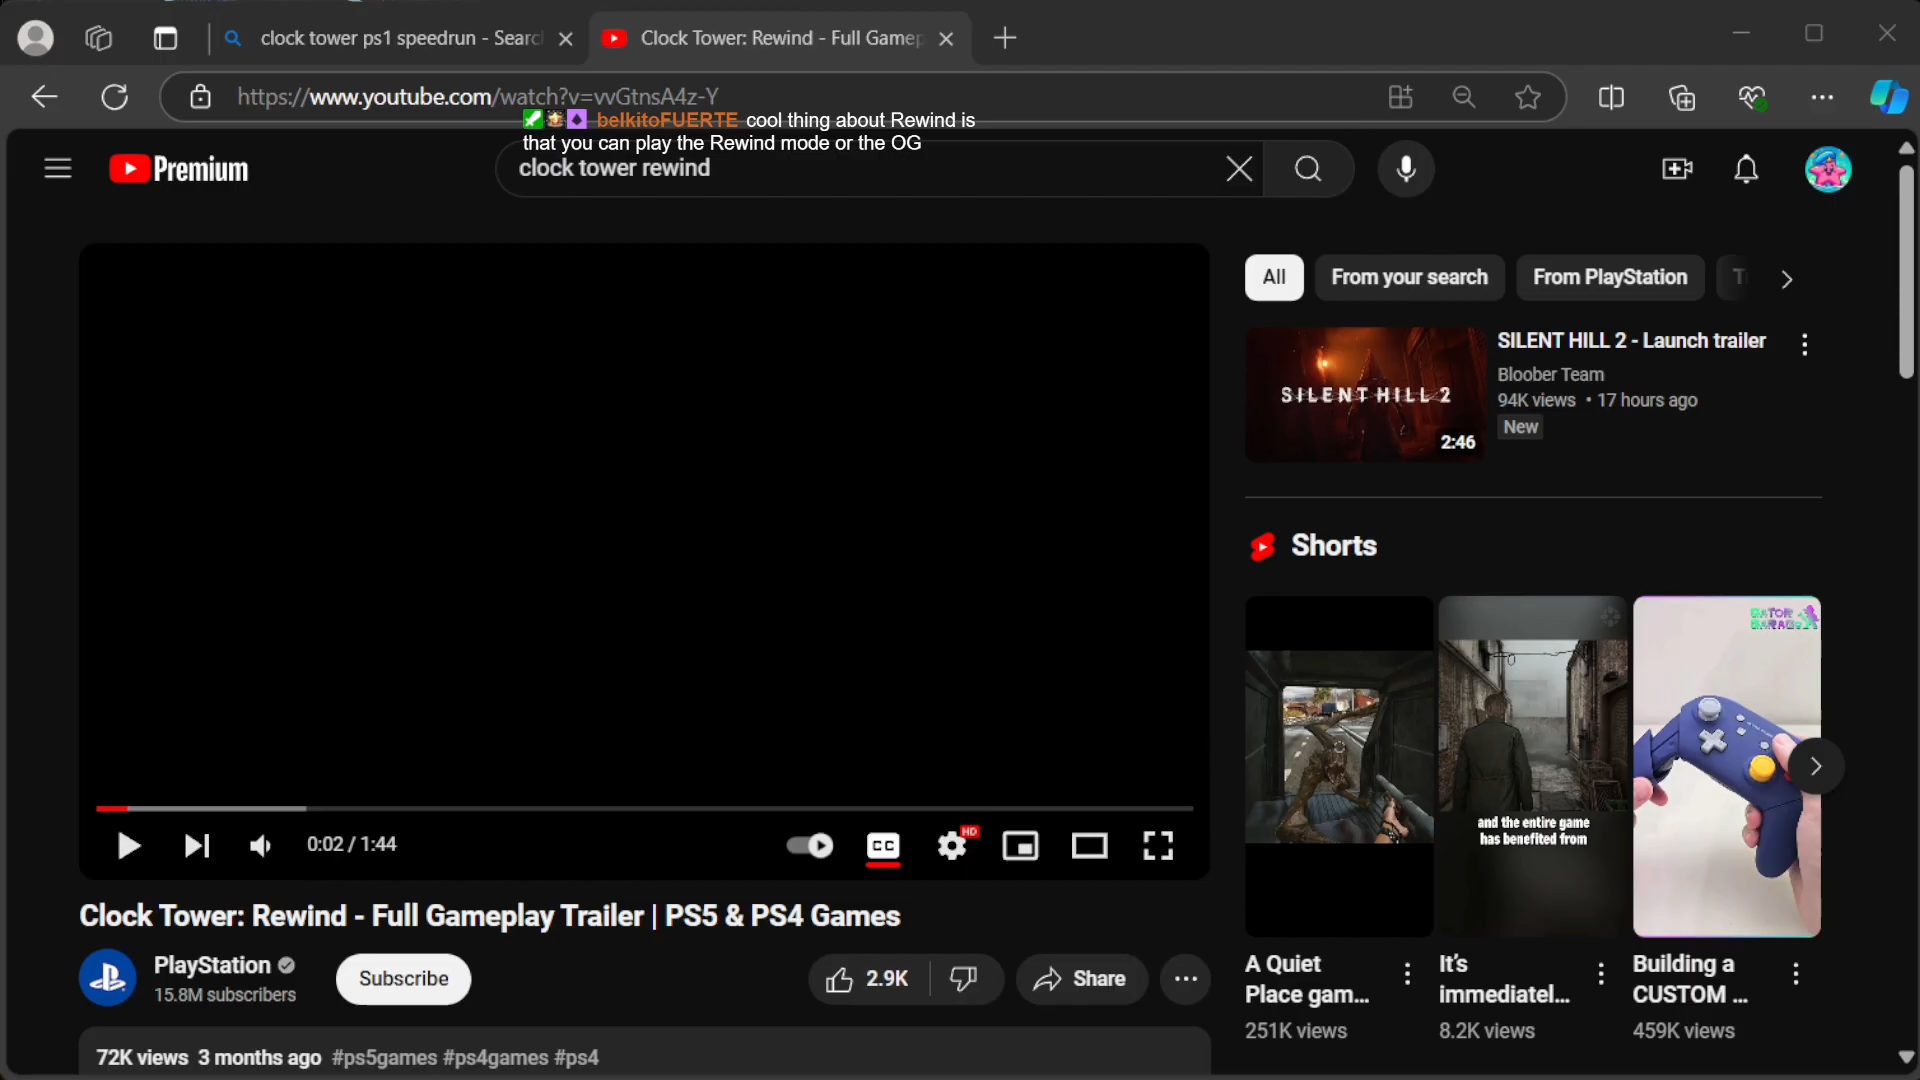 clock tower ps1 speedrun - Searc
Clock Tower: Rewind - Full Gamep
https://www.youtube.com/watch?v=vvGtnsA4z-Y
belkitoFUERTE cool thing about Rewind is
that you can play the Rewind mode or the OG
Premium
clock tower rewind
All
From your search
From PlayStation
SILENT HILL 2
2:46
SILENT HILL 2 - Launch trailer
Bloober Team
94K views • 17 hours ago
New
Shorts
GATOR
GARAGE
and the entire game
has benefited from
0:02 / 1:44
CC
HD
Clock Tower: Rewind - Full Gameplay Trailer | PS5 & PS4 Games
PlayStation
15.8M subscribers
Subscribe
2.9K
Share
A Quiet
Place gam...
251K views
It's
immediatel...
8.2K views
Building a
CUSTOM ...
459K views
72K views 3 months ago #ps5games #ps4games #ps4